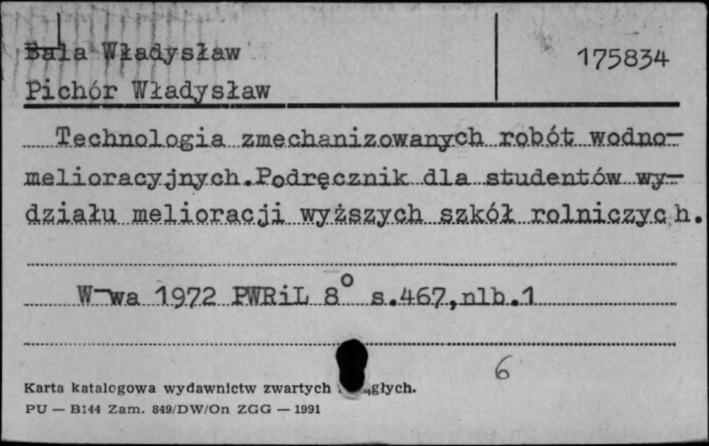 Bala Władysław
175834
Pichór Władysław
Technologia zmechanizowanych robót wodno-
melioracyjnych.Podręcznik dla studentów wy-
działu melioracji wyższych szkół rolniczych.
W-wa 1972 PWRiL 8° s.467,nlb.1
6
Karta katalogowa wydawnictw zwartych
PU — B144 Zam. 849/DW/On ZGG — 1991